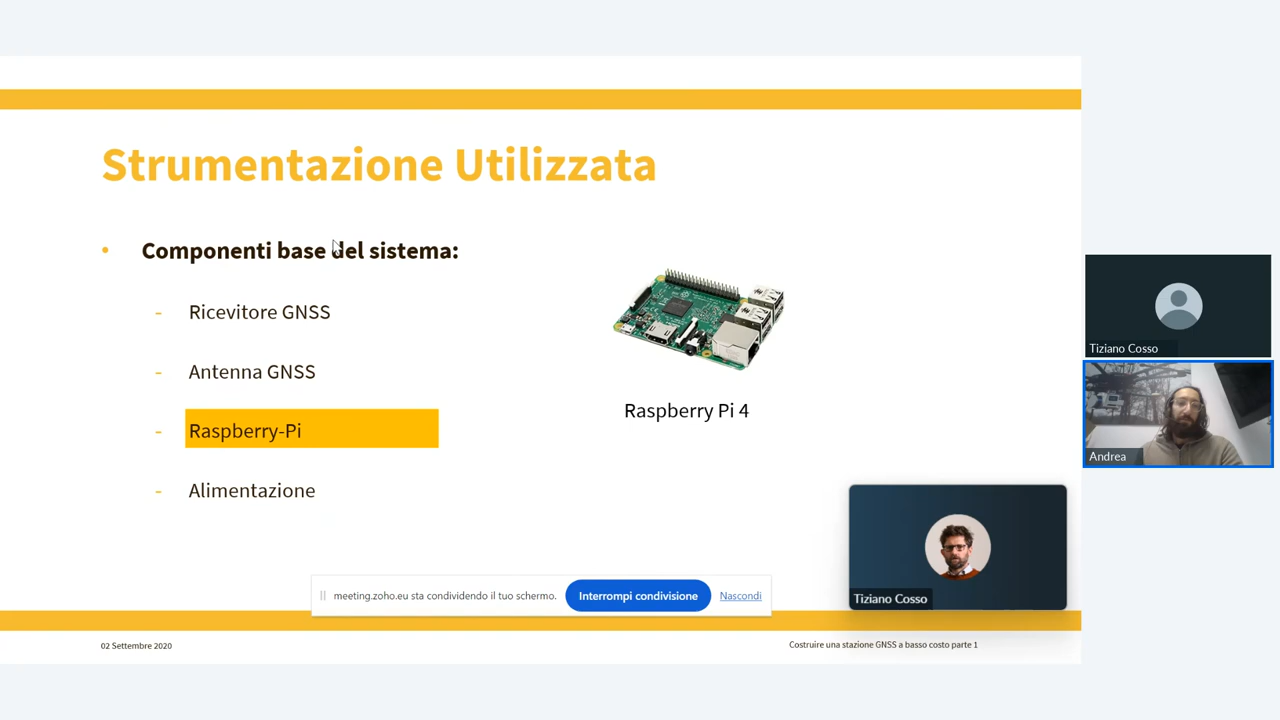 Strumentazione Utilizzata
• Componenti base del sistema:
- Ricevitore GNSS
- Antenna GNSS
- Raspberry-Pi
- Alimentazione
Raspberry Pi 4
Tiziano Cosso
Andrea
Tiziano Cosso
meeting.zoho.eu sta condividendo il tuo schermo. Interrompi condivisione Nascondi
02 Settembre 2020
Costruire una stazione GNSS a basso costo parte 1